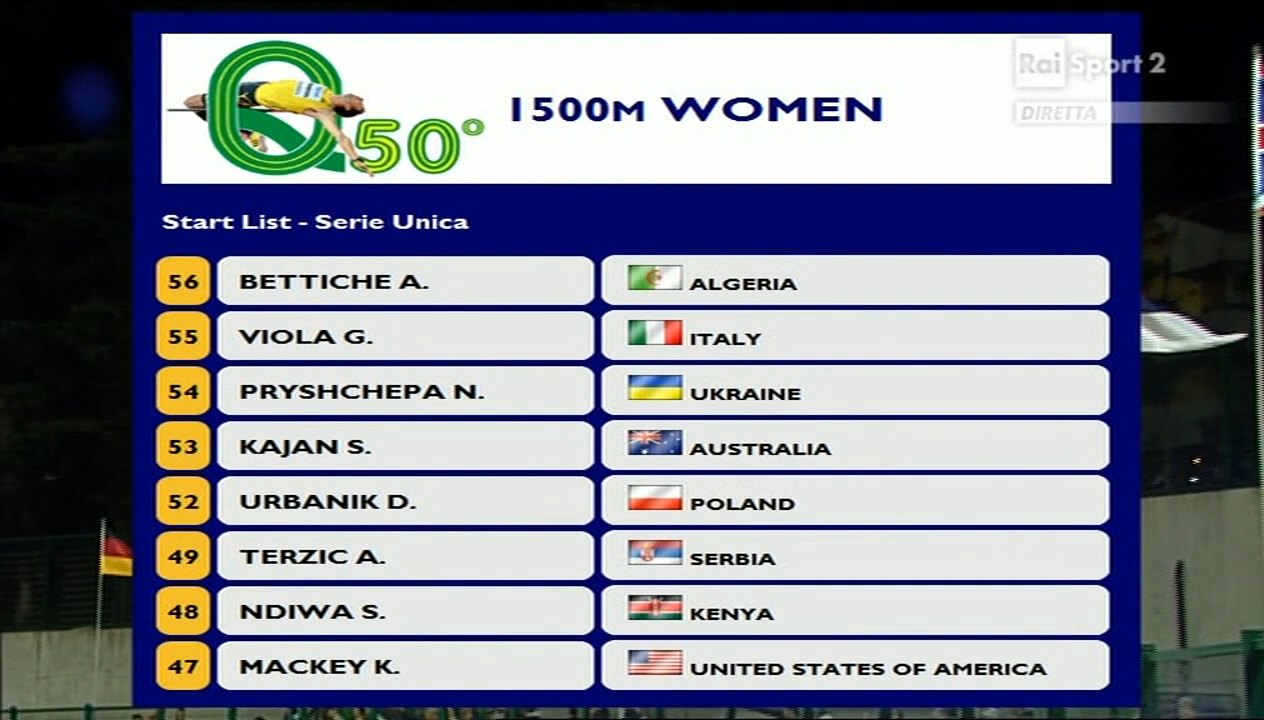 Rai Sport 2
DIRETTA
Q50°
1500M WOMEN
Start List - Serie Unica
56 BETTICHE A. ALGERIA
55 VIOLA G. ITALY
54 PRYSHCHEPA N. UKRAINE
53 KAJAN S. AUSTRALIA
52 URBANIK D. POLAND
49 TERZIC A. SERBIA
48 NDIWA S. KENYA
47 MACKEY K. UNITED STATES OF AMERICA